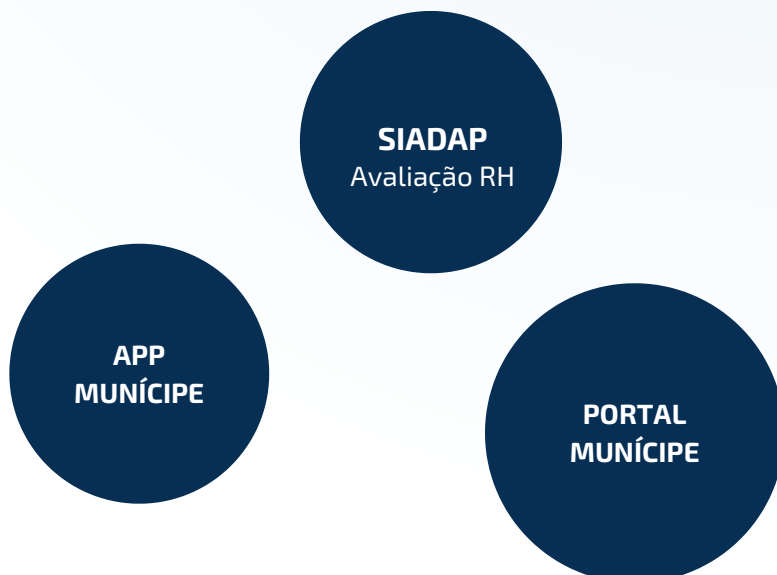 SIADAP
Avaliação RH
APP
MUNÍCIPE
PORTAL
MUNÍCIPE